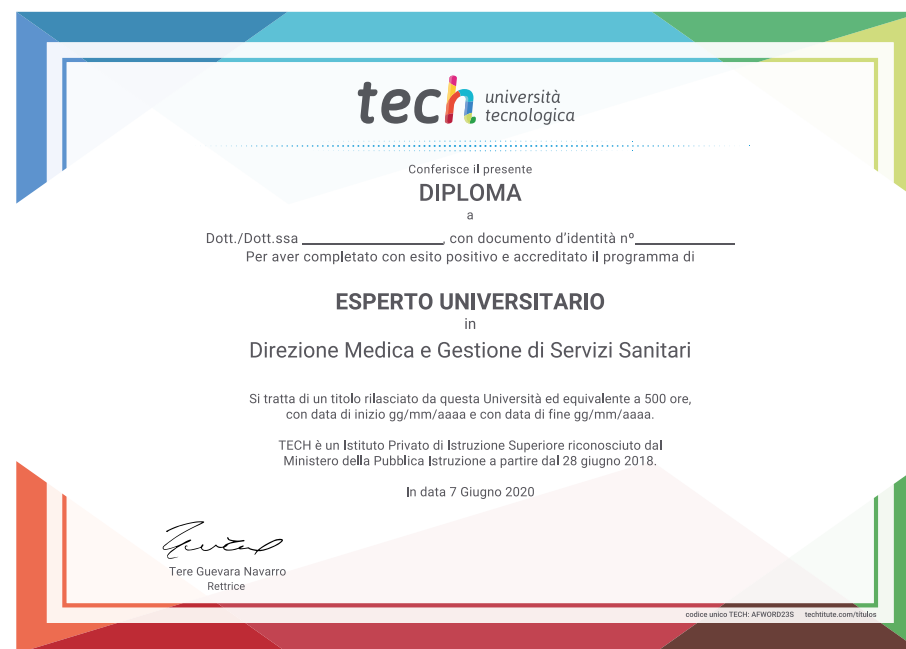 tech università
tecnologica
Conferisce il presente
DIPLOMA
a
Dott./Dott.ssa ____________________, con documento d'identità nº______________
Per aver completato con esito positivo e accreditato il programma di
ESPERTO UNIVERSITARIO
in
Direzione Medica e Gestione di Servizi Sanitari
Si tratta di un titolo rilasciato da questa Università ed equivalente a 500 ore,
con data di inizio gg/mm/aaaa e con data di fine gg/mm/aaaa.
TECH è un Istituto Privato di Istruzione Superiore riconosciuto dal
Ministero della Pubblica Istruzione a partire dal 28 giugno 2018.
In data 7 Giugno 2020
Tere Guevara Navarro
Rettrice
codice unico TECH: AFWORD23S techtitute.com/titulos